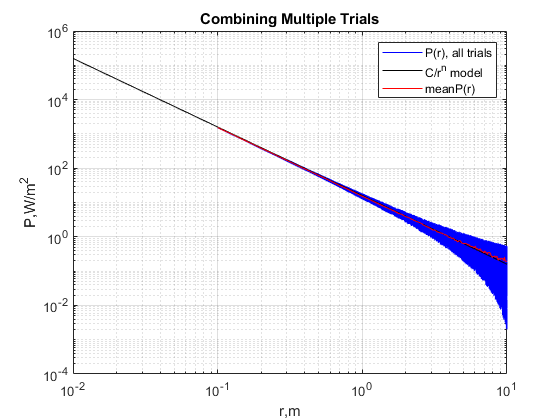 Combining Multiple Trials
10^6
10^4
10^2
10^0
10^-2
10^-4
P,W/m^2
P(r), all trials
C/r^n model
meanP(r)
10^-2 10^-1 10^0 10^1
r,m